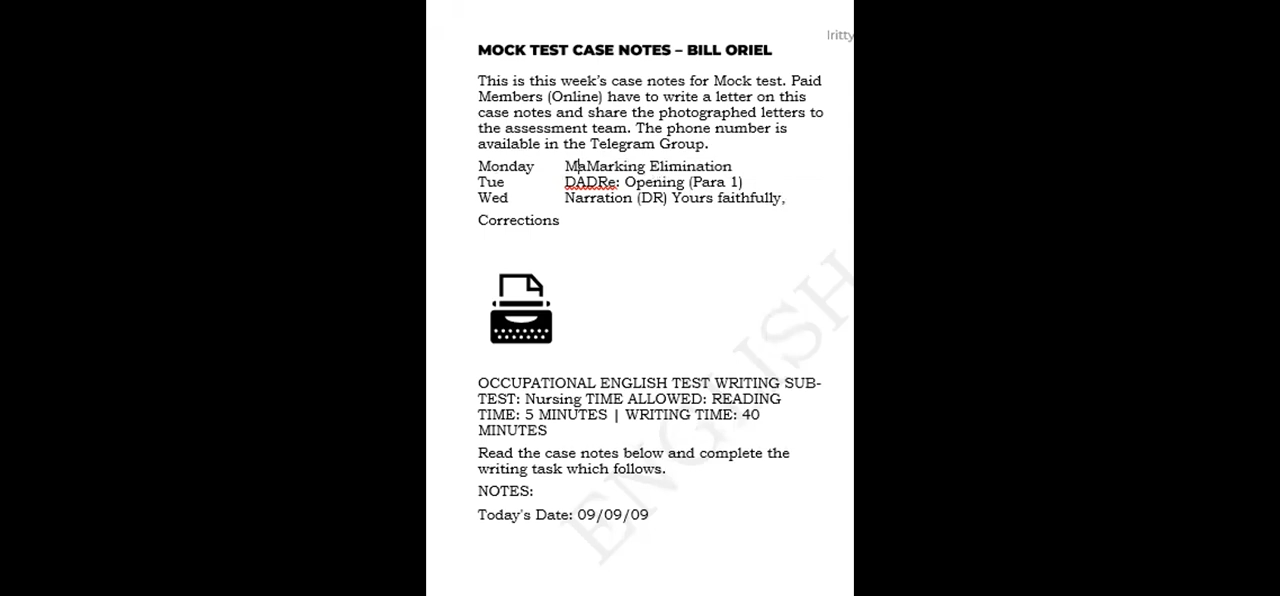 Iritty
MOCK TEST CASE NOTES – BILL ORIEL
This is this week's case notes for Mock test. Paid
Members (Online) have to write a letter on this
case notes and share the photographed letters to
the assessment team. The phone number is
available in the Telegram Group.
Monday MaMarking Elimination
Tue DADRe: Opening (Para 1)
Wed Narration (DR) Yours faithfully,
Corrections
OCCUPATIONAL ENGLISH TEST WRITING SUB-
TEST: Nursing TIME ALLOWED: READING
TIME: 5 MINUTES | WRITING TIME: 40
MINUTES
Read the case notes below and complete the
writing task which follows.
NOTES:
Today's Date: 09/09/09
ENGLISH